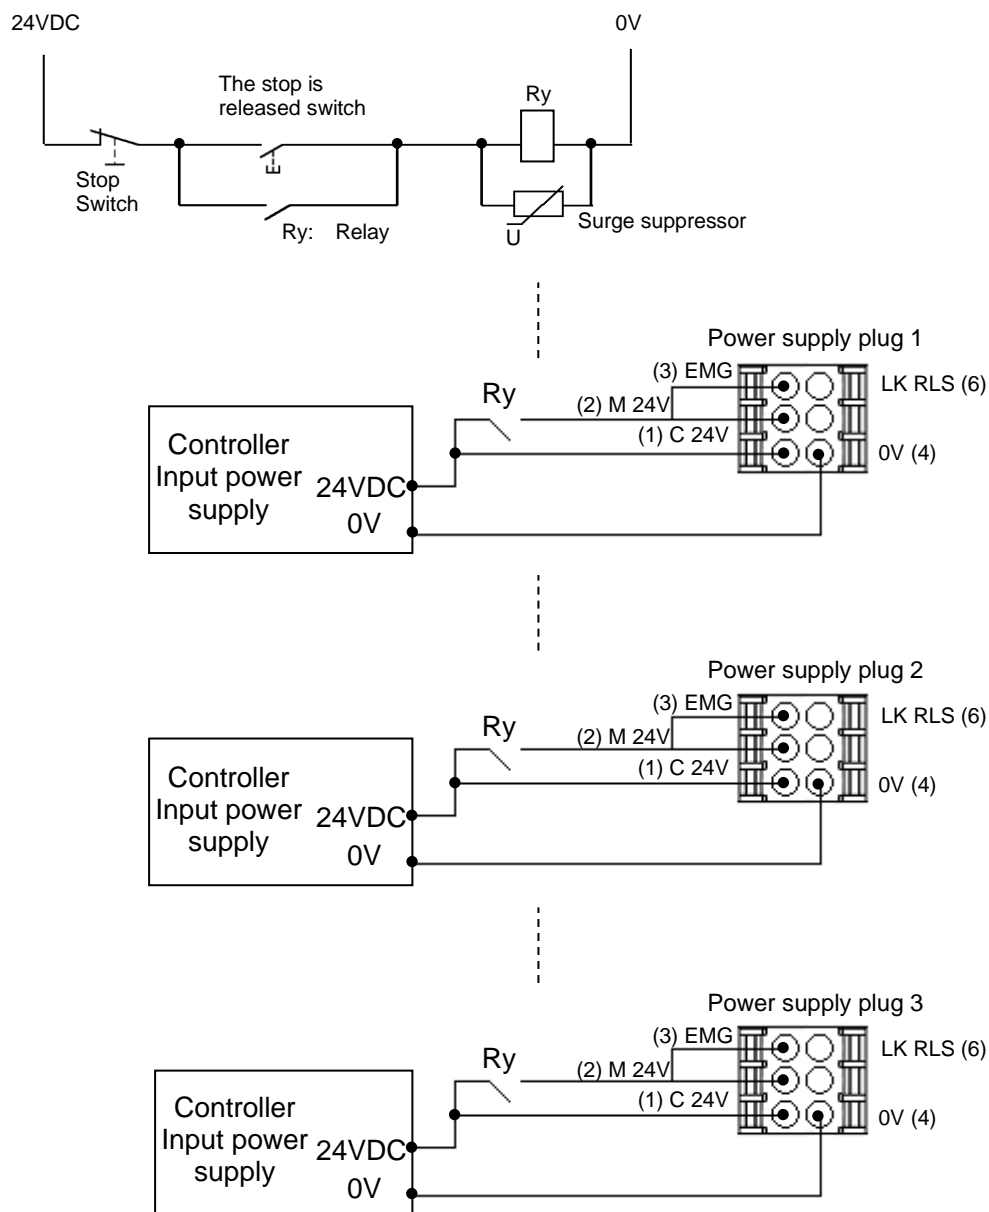 24VDC
0V
The stop is
released switch
Ry
Stop
Switch
Ry: Relay
Surge suppressor
U
Power supply plug 1
(3) EMG
LK RLS (6)
Ry
(2) M 24V
(1) C 24V
0V (4)
Controller
Input power
supply
24VDC
0V
Power supply plug 2
(3) EMG
LK RLS (6)
Ry
(2) M 24V
(1) C 24V
0V (4)
Controller
Input power
supply
24VDC
0V
Power supply plug 3
(3) EMG
LK RLS (6)
Ry
(2) M 24V
(1) C 24V
0V (4)
Controller
Input power
supply
24VDC
0V